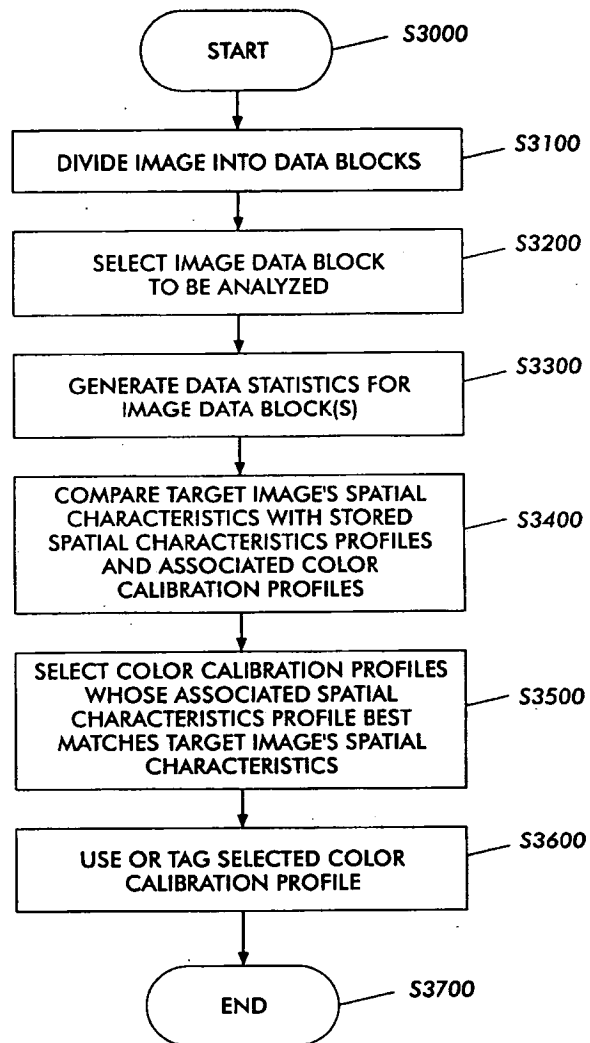 START
S3000
DIVIDE IMAGE INTO DATA BLOCKS
S3100
SELECT IMAGE DATA BLOCK
TO BE ANALYZED
S3200
GENERATE DATA STATISTICS FOR
IMAGE DATA BLOCK(S)
S3300
COMPARE TARGET IMAGE'S SPATIAL
CHARACTERISTICS WITH STORED
SPATIAL CHARACTERISTICS PROFILES
AND ASSOCIATED COLOR
CALIBRATION PROFILES
S3400
SELECT COLOR CALIBRATION PROFILES
WHOSE ASSOCIATED SPATIAL
CHARACTERISTICS PROFILE BEST
MATCHES TARGET IMAGE'S SPATIAL
CHARACTERISTICS
S3500
USE OR TAG SELECTED COLOR
CALIBRATION PROFILE
S3600
END
S3700